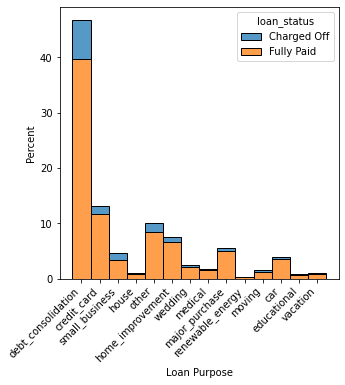 loan_status
Charged Off
Fully Paid
Percent
40
30
20
10
0
debt_consolidation
credit_card
small_business
house
other
home_improvement
wedding
medical
major_purchase
renewable_energy
moving
car
educational
vacation
Loan Purpose